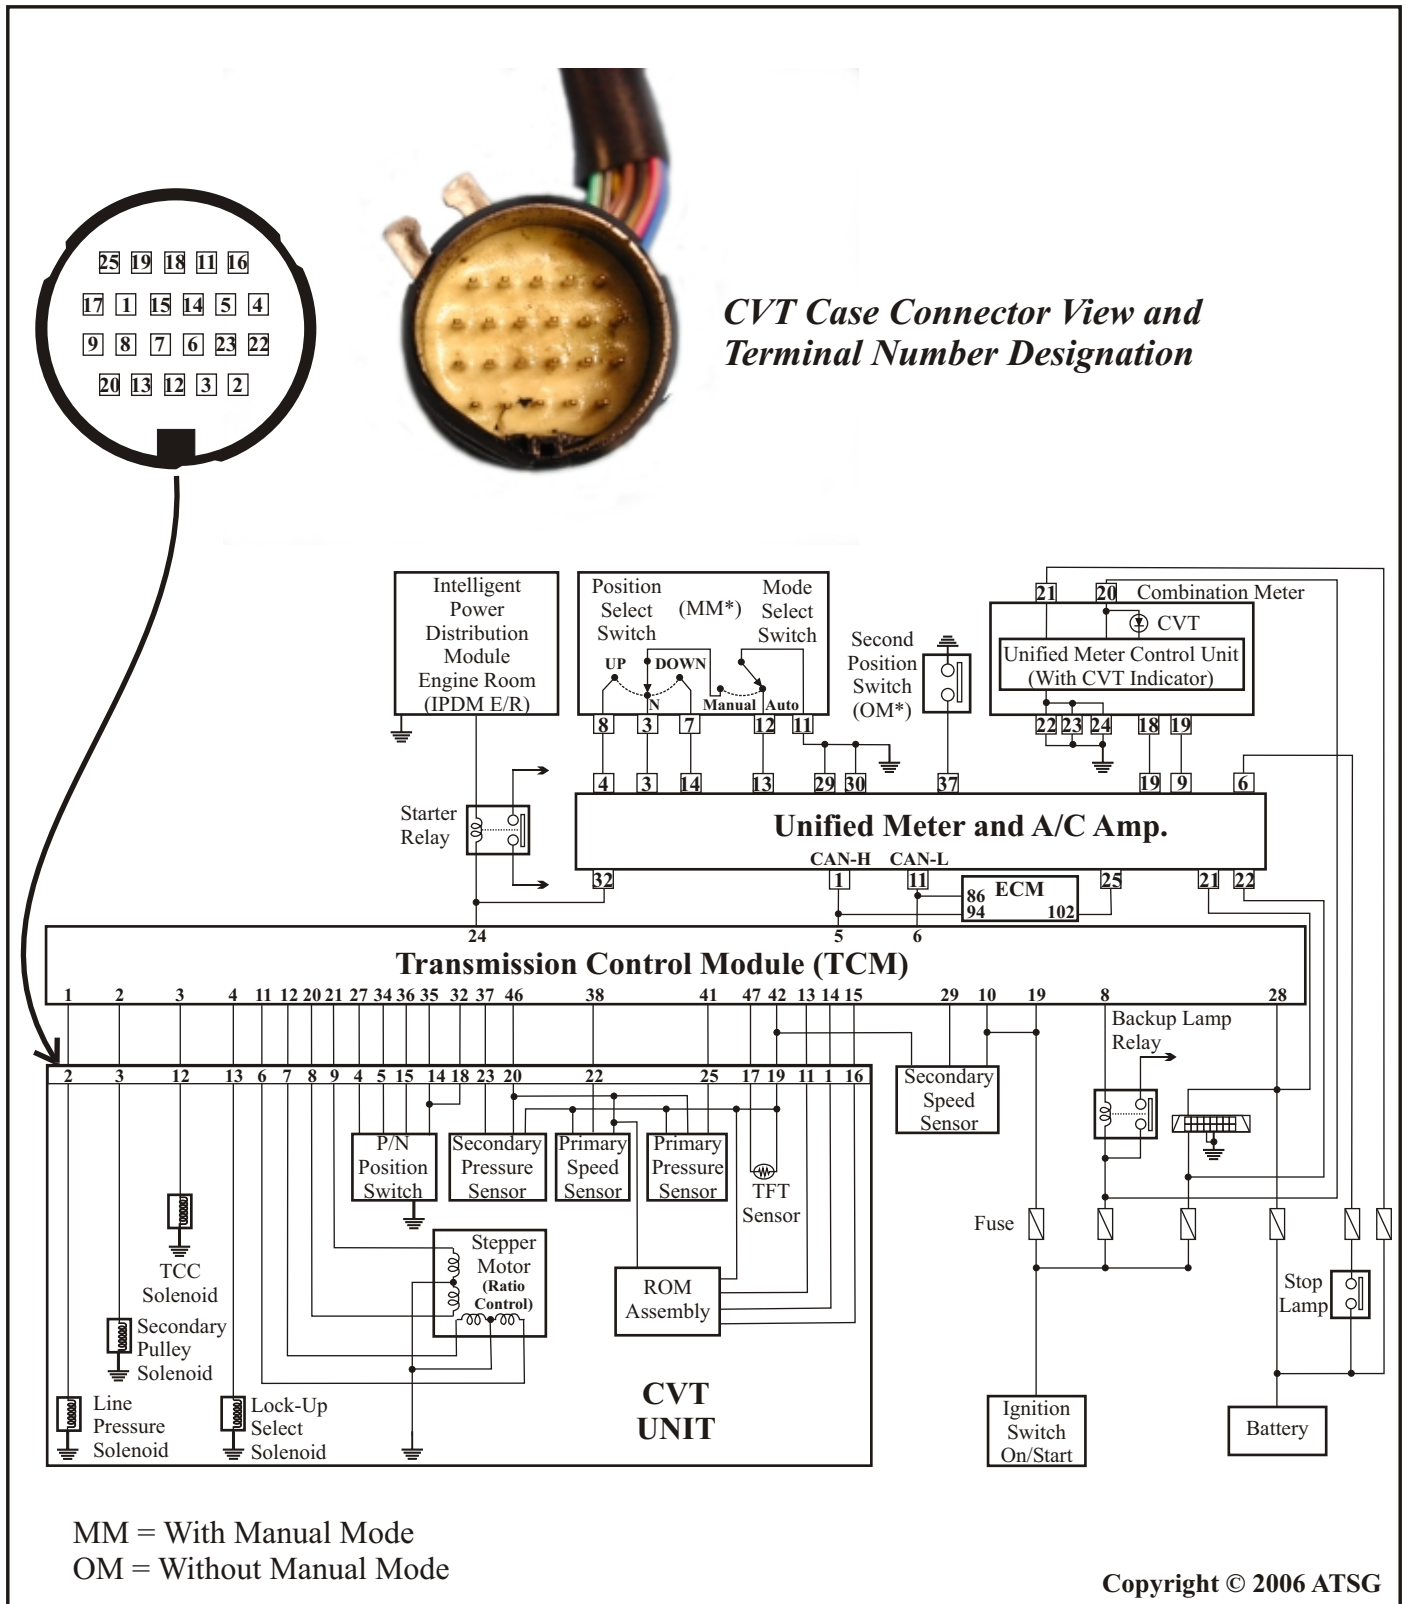 25 19 18 11 16
17 1 15 14 5 4
9 8 7 6 23 22
20 13 12 3 2
CVT Case Connector View and
Terminal Number Designation
Intelligent
Power
Distribution
Module
Engine Room
(IPDM E/R)
Position
Select
Switch
(MM*)
Mode
Select
Switch
UP
DOWN
N
Manual
Auto
8 3 7 12 11
Second
Position
Switch
(OM*)
21 20
Combination Meter
CVT
Unified Meter Control Unit
(With CVT Indicator)
22 23 24 18 19
Starter
Relay
4 3 14 13 29 30 37 19 9 6
Unified Meter and A/C Amp.
CAN-H CAN-L
32 1 11 25 21 22
86 ECM
94 102
24 5 6
Transmission Control Module (TCM)
1 2 3 4 11 12 20 21 27 34 36 35 32 37 46 38 41 47 42 13 14 15 29 10 19 8 28
Backup Lamp
Relay
2 3 12 13 6 7 8 9 4 5 15 14 18 23 20 22 25 17 19 11 1 16
Secondary
Speed
Sensor
P/N
Position
Switch
Secondary
Pressure
Sensor
Primary
Speed
Sensor
Primary
Pressure
Sensor
TFT
Sensor
Fuse
TCC
Solenoid
Stepper
Motor
(Ratio
Control)
ROM
Assembly
Stop
Lamp
Secondary
Pulley
Solenoid
Line
Pressure
Solenoid
Lock-Up
Select
Solenoid
CVT
UNIT
Ignition
Switch
On/Start
Battery
MM = With Manual Mode
OM = Without Manual Mode
Copyright © 2006 ATSG